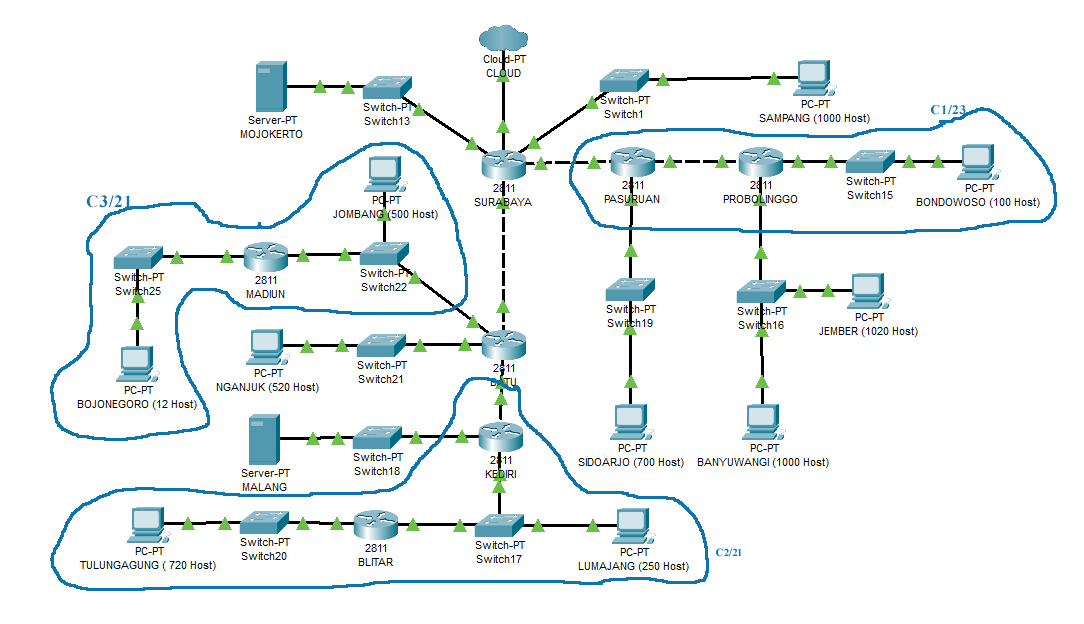 Cloud-PT
CLOUD
Server-PT
MOJOKERTO
Switch-PT
Switch13
Switch-PT
Switch1
PC-PT
SAMPANG (1000 Host)
C1/23
2811
SURABAYA
2811
PASURUAN
2811
PROBOLINGGO
Switch-PT
Switch15
PC-PT
BONDOWOSO (100 Host)
C3/21
PC-PT
JOMBANG (500 Host)
Switch-PT
Switch25
2811
MADIUN
Switch-PT
Switch22
Switch-PT
Switch19
Switch-PT
Switch16
PC-PT
JEMBER (1020 Host)
PC-PT
BOJONEGORO (12 Host)
PC-PT
NGANJUK (520 Host)
Switch-PT
Switch21
2811
BATU
PC-PT
SIDOARJO (700 Host)
PC-PT
BANYUWANGI (1000 Host)
Server-PT
MALANG
Switch-PT
Switch18
2811
KEDIRI
PC-PT
TULUNGAGUNG ( 720 Host)
Switch-PT
Switch20
2811
BLITAR
Switch-PT
Switch17
PC-PT
LUMAJANG (250 Host)
C2/21